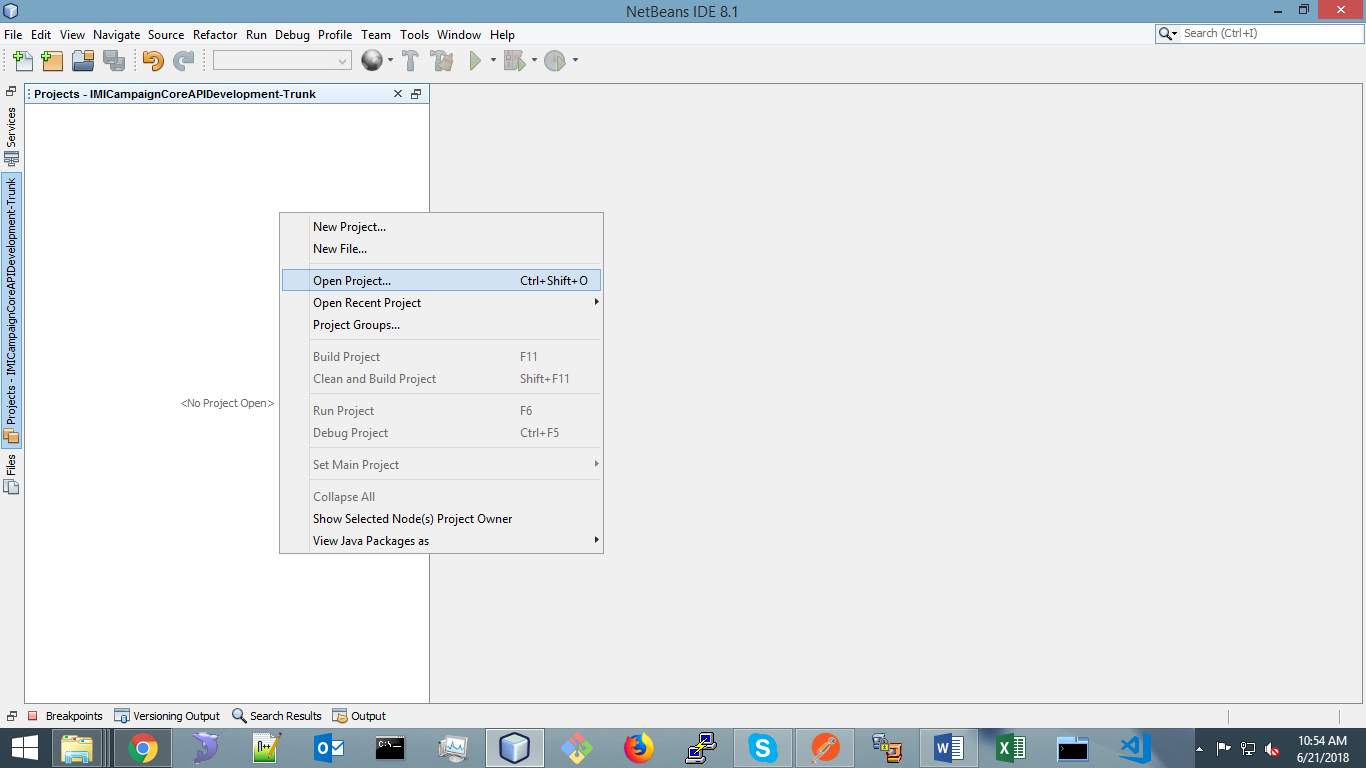 NetBeans IDE 8.1
File Edit View Navigate Source Refactor Run Debug Profile Team Tools Window Help
Search (Ctrl+I)
Projects - IMICampaignCoreAPIDevelopment-Trunk
Services
Projects - IMICampaignCoreAPIDevelopment-Trunk
Files
<No Project Open>
New Project...
New File...
Open Project... Ctrl+Shift+O
Open Recent Project
Project Groups...
Build Project F11
Clean and Build Project Shift+F11
Run Project F6
Debug Project Ctrl+F5
Set Main Project
Collapse All
Show Selected Node(s) Project Owner
View Java Packages as
Breakpoints Versioning Output Search Results Output
10:54 AM
6/21/2018